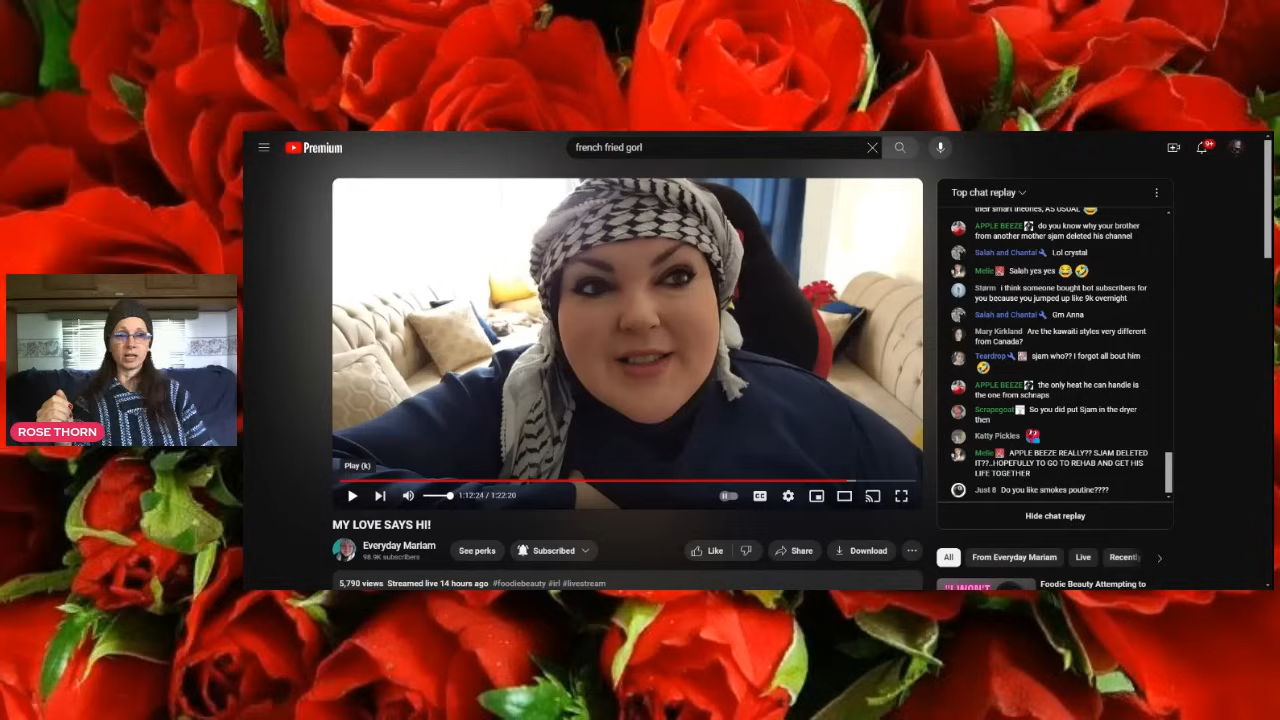 Premium
french fried gorl
9+
Top chat replay
their smart theories, AS USUAL
APPLE BEEZE do you know why your brother
from another mother sjam deleted his channel
Salah and Chantal Lol crystal
Melle Salah yes yes
Størm i think someone bought bot subscribers for
you because you jumped up like 9k overnight
Salah and Chantal Gm Anna
Mary Kirkland Are the kawaiti styles very different
from Canada?
Teardrop sjam who?? i forgot all about him
APPLE BEEZE the only heat he can handle is
the one from schnaps
Scrapegoat So you did put Sjam in the dryer
then
Katty Pickles
Melle APPLE BEEZE REALLY?? SJAM DELETED
IT??..HOPEFULLY TO GO TO REHAB AND GET HIS
LIFE TOGETHER
Just 8 Do you like smokes poutine????
Hide chat replay
ROSE THORN
Play (k)
1:12:24 / 1:22:20
CC
MY LOVE SAYS HI!
Everyday Mariam
98.9K subscribers
See perks
Subscribed
Like
Share
Download
5,790 views Streamed live 14 hours ago #foodiebeauty #irl #livestream
All
From Everyday Mariam
Live
Recently
"I WON'T
Foodie Beauty Attempting to